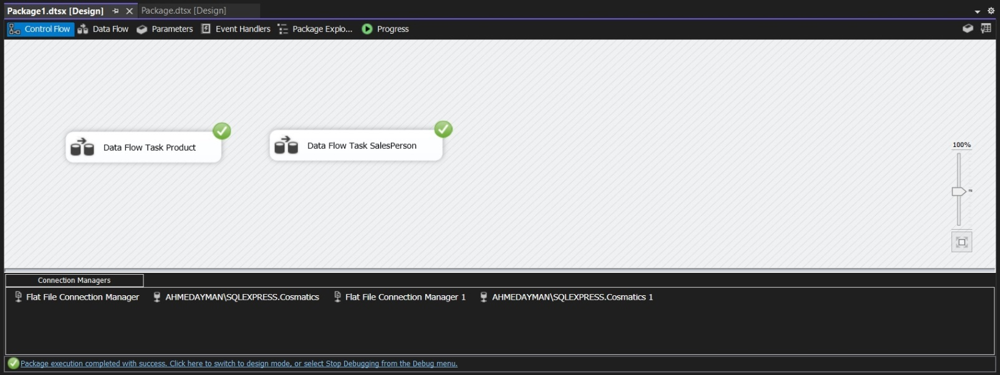 Package1.dtsx [Design] Package.dtsx [Design]
Control Flow Data Flow Parameters Event Handlers Package Explo... Progress
Data Flow Task Product
Data Flow Task SalesPerson
100%
Connection Managers
Flat File Connection Manager AHMEDAYMAN\SQLEXPRESS.Cosmatics Flat File Connection Manager 1 AHMEDAYMAN\SQLEXPRESS.Cosmatics 1
Package execution completed with success. Click here to switch to design mode, or select Stop Debugging from the Debug menu.